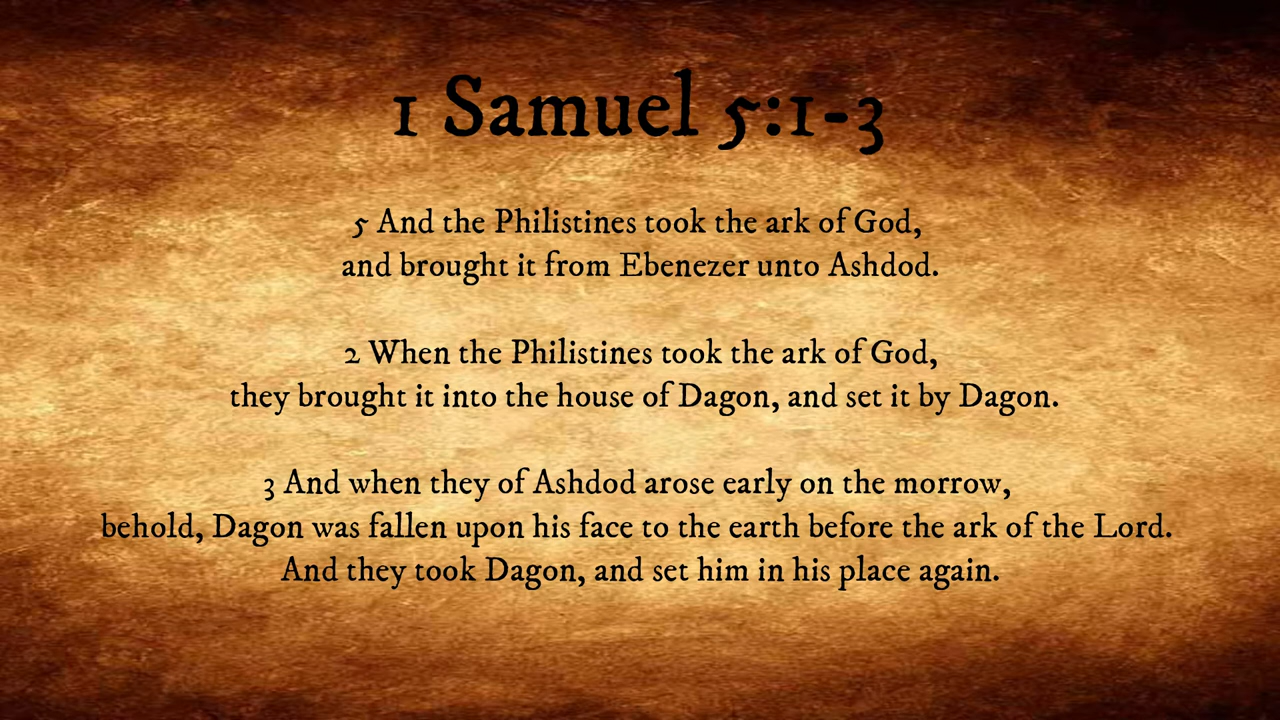 1 Samuel 5:1-3
5 And the Philistines took the ark of God,
and brought it from Ebenezer unto Ashdod.
2 When the Philistines took the ark of God,
they brought it into the house of Dagon, and set it by Dagon.
3 And when they of Ashdod arose early on the morrow,
behold, Dagon was fallen upon his face to the earth before the ark of the Lord.
And they took Dagon, and set him in his place again.